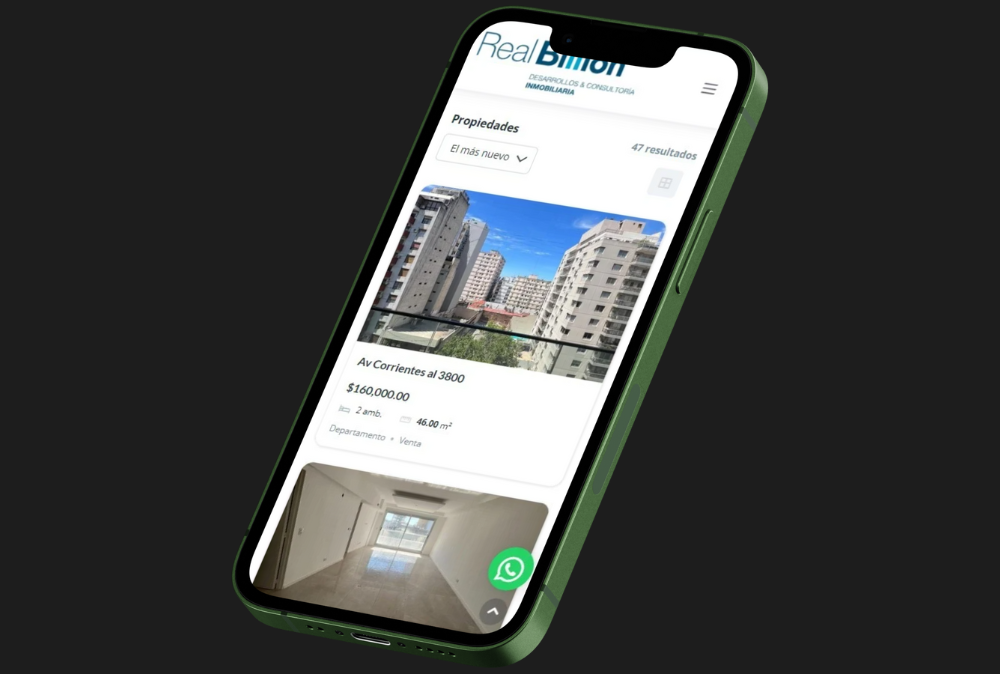 Real Billion
DESARROLLOS & CONSULTORÍA
INMOBILIARIA
Propiedades
El más nuevo
47 resultados
Av Corrientes al 3800
$160,000.00
2 amb.
46.00 m²
Departamento • Venta